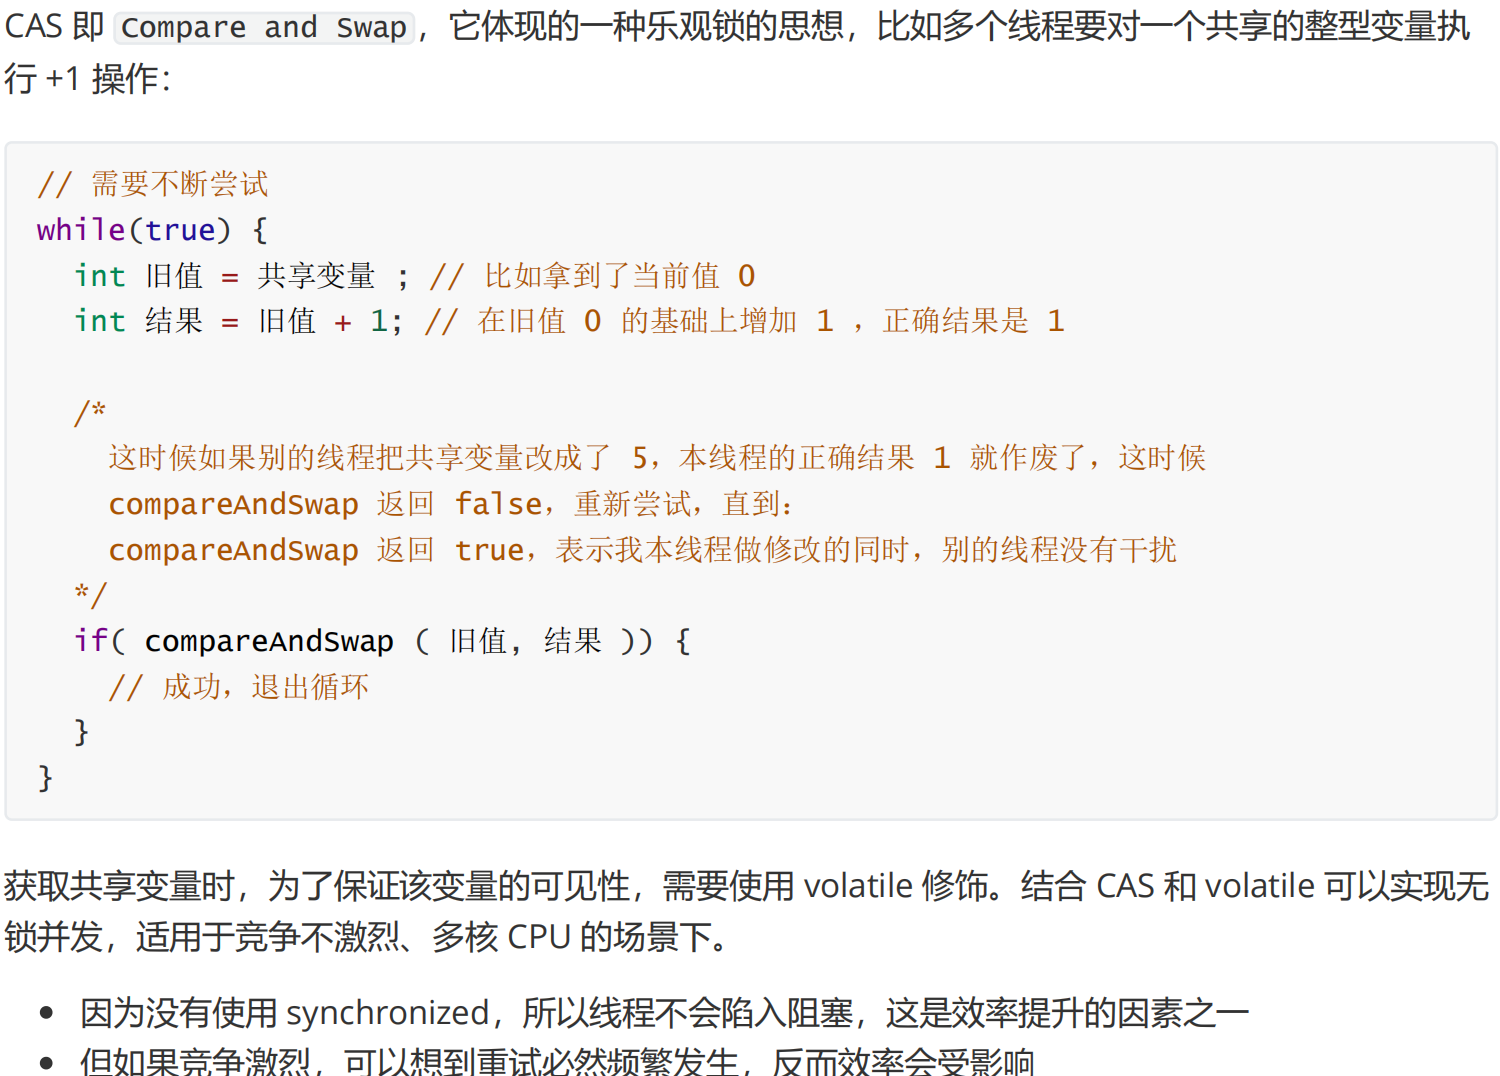 CAS 即 Compare and Swap，它体现的一种乐观锁的思想，比如多个线程要对一个共享的整型变量执
行 +1 操作：
// 需要不断尝试
while(true) {
int 旧值 = 共享变量 ; // 比如拿到了当前值 0
int 结果 = 旧值 + 1; // 在旧值 0 的基础上增加 1 ，正确结果是 1
/*
这时候如果别的线程把共享变量改成了 5，本线程的正确结果 1 就作废了，这时候
compareAndSwap 返回 false，重新尝试，直到：
compareAndSwap 返回 true，表示我本线程做修改的同时，别的线程没有干扰
*/
if( compareAndSwap ( 旧值, 结果 )) {
// 成功，退出循环
}
}
获取共享变量时，为了保证该变量的可见性，需要使用 volatile 修饰。结合 CAS 和 volatile 可以实现无
锁并发，适用于竞争不激烈、多核 CPU 的场景下。
• 因为没有使用 synchronized，所以线程不会陷入阻塞，这是效率提升的因素之一
• 但如果竞争激烈，可以想到重试必然频繁发生，反而效率会受影响